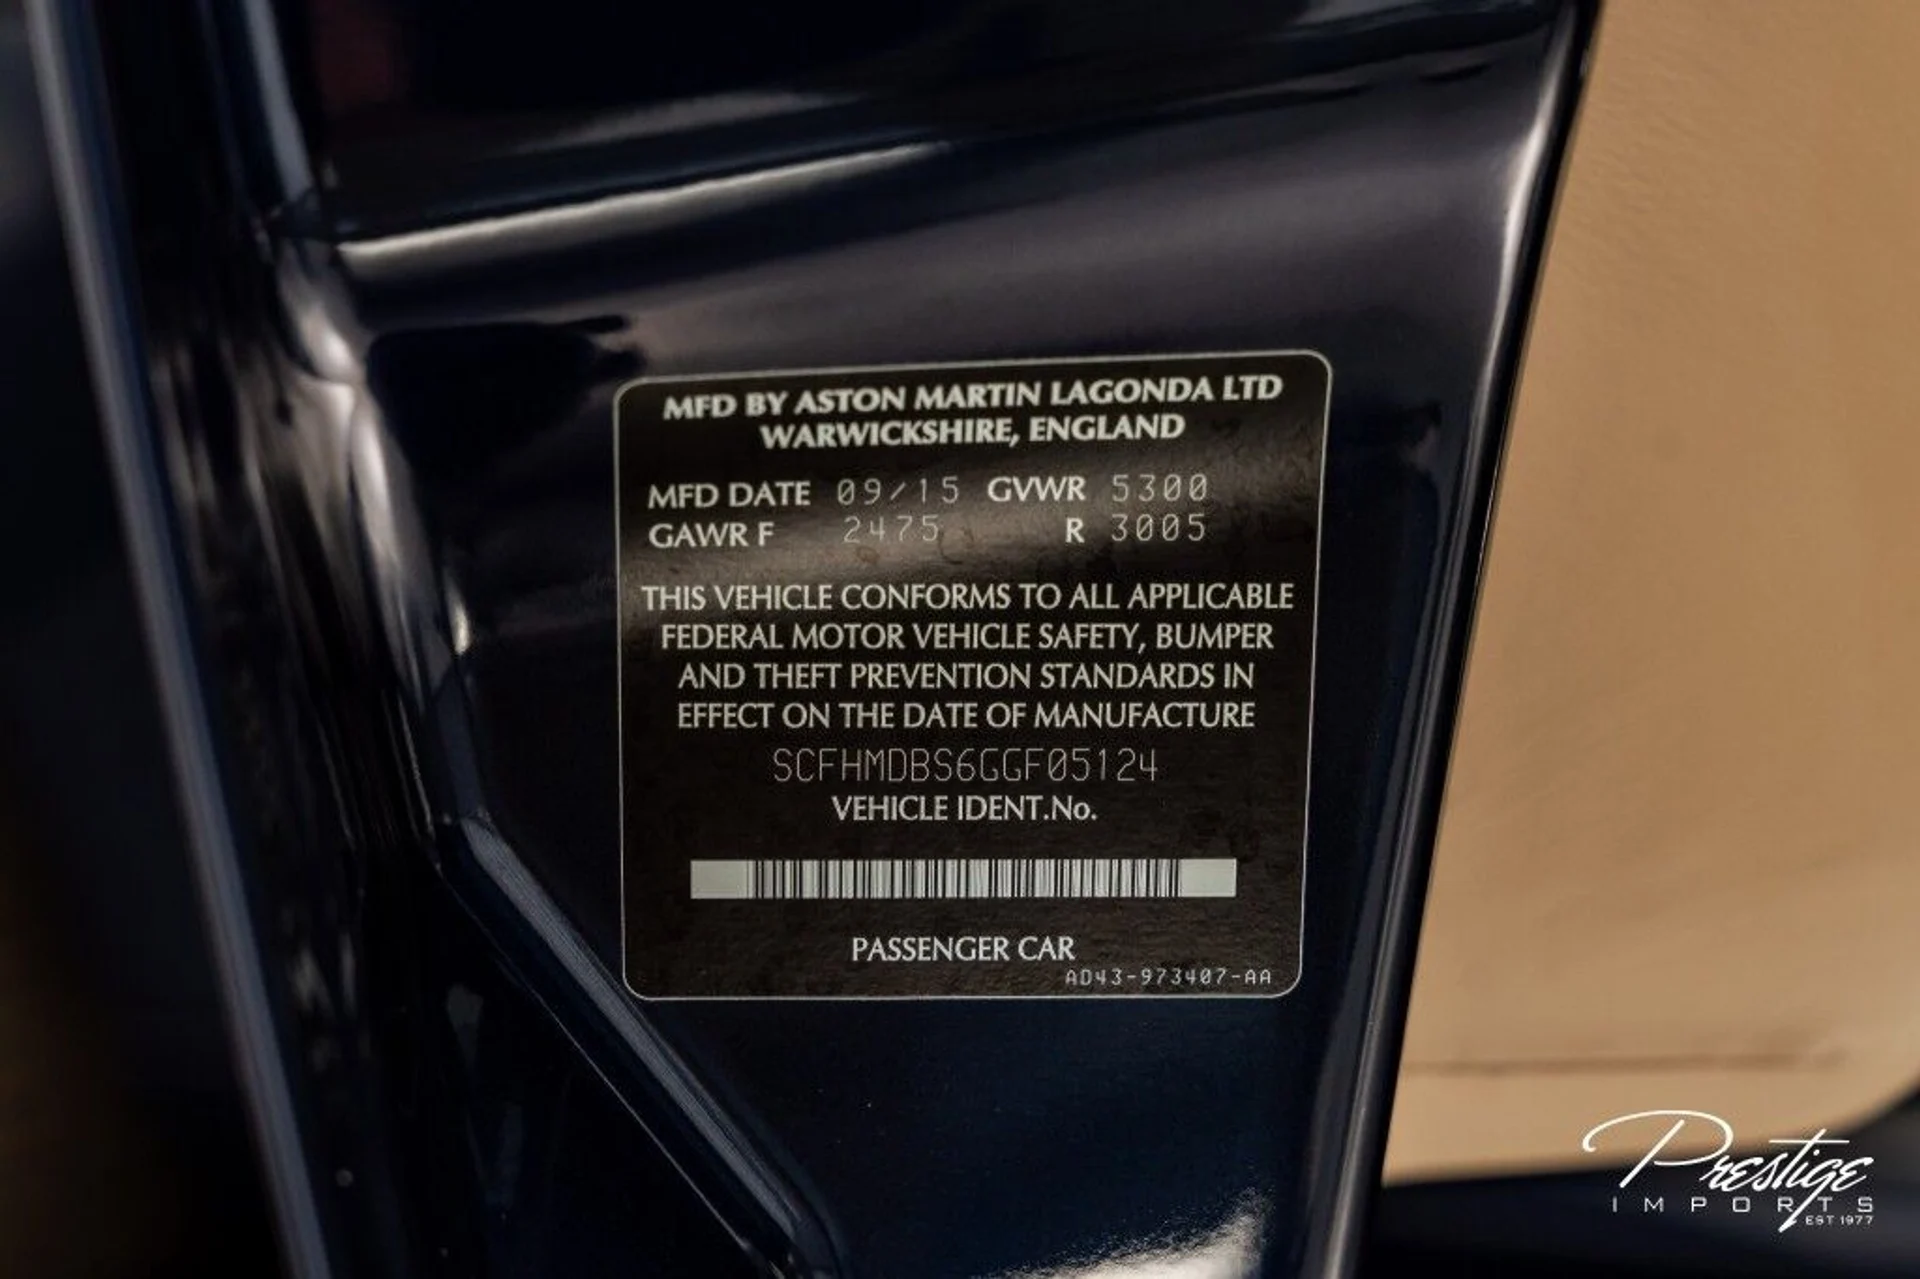 MFD BY ASTON MARTIN LAGONDA LTD
WARWICKSHIRE, ENGLAND
MFD DATE 09/15 GVWR 5300
GAWR F 2475 R 3005
THIS VEHICLE CONFORMS TO ALL APPLICABLE
FEDERAL MOTOR VEHICLE SAFETY, BUMPER
AND THEFT PREVENTION STANDARDS IN
EFFECT ON THE DATE OF MANUFACTURE
SCFHMDBS6GGF05124
VEHICLE IDENT.No.
PASSENGER CAR
AD43-973407-AA
Prestige
IMPORTS
EST 1977